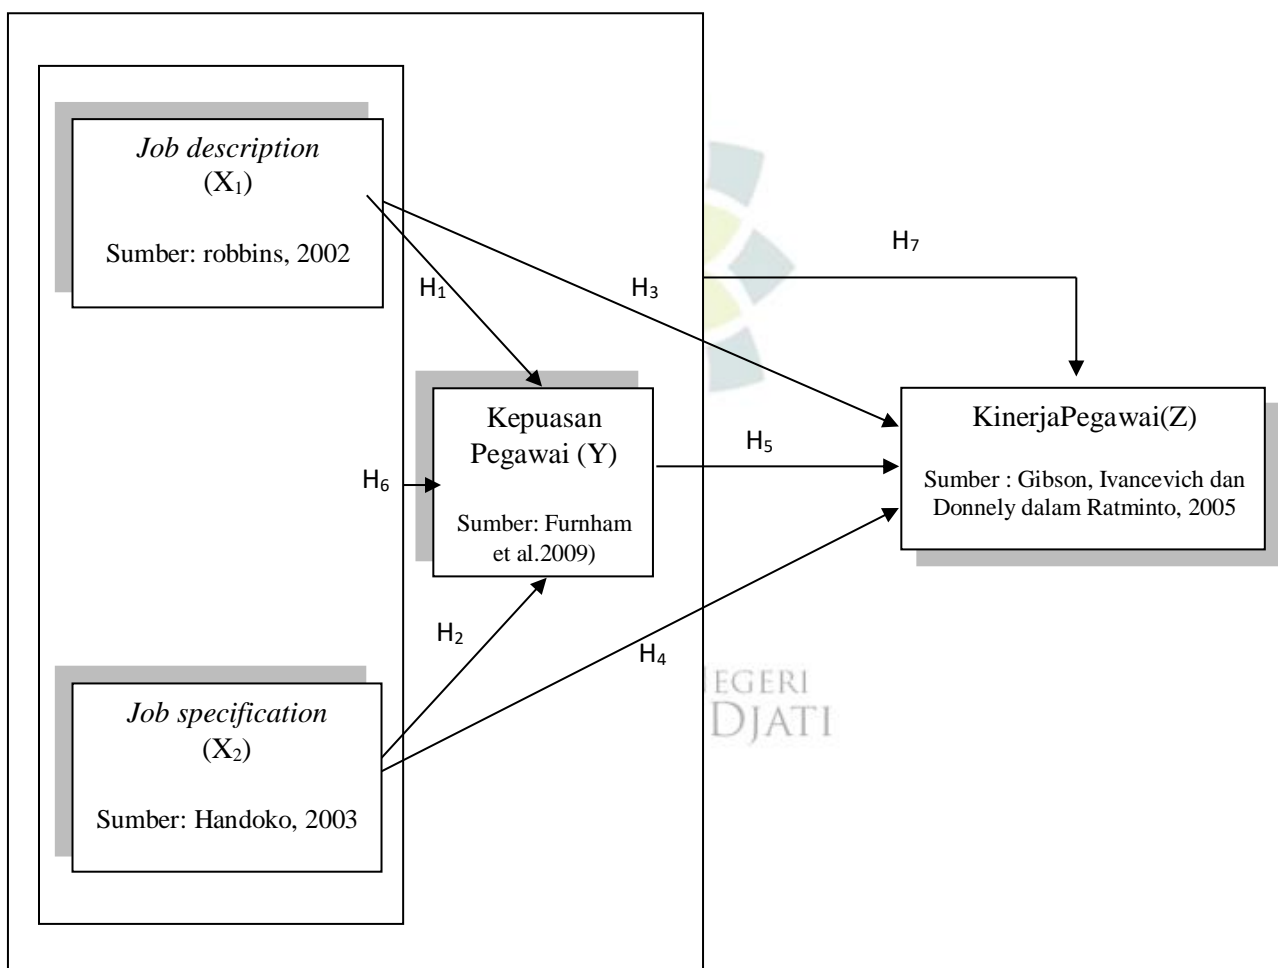 Job description
(X₁)
Sumber: robbins, 2002
H₁
H₃
H₇
Kepuasan
Pegawai (Y)
Sumber: Furnham
et al.2009)
H₅
H₆
KinerjaPegawai(Z)
Sumber : Gibson, Ivancevich dan
Donnely dalam Ratminto, 2005
H₂
H₄
Job specification
(X₂)
Sumber: Handoko, 2003
EGERI
DJATI